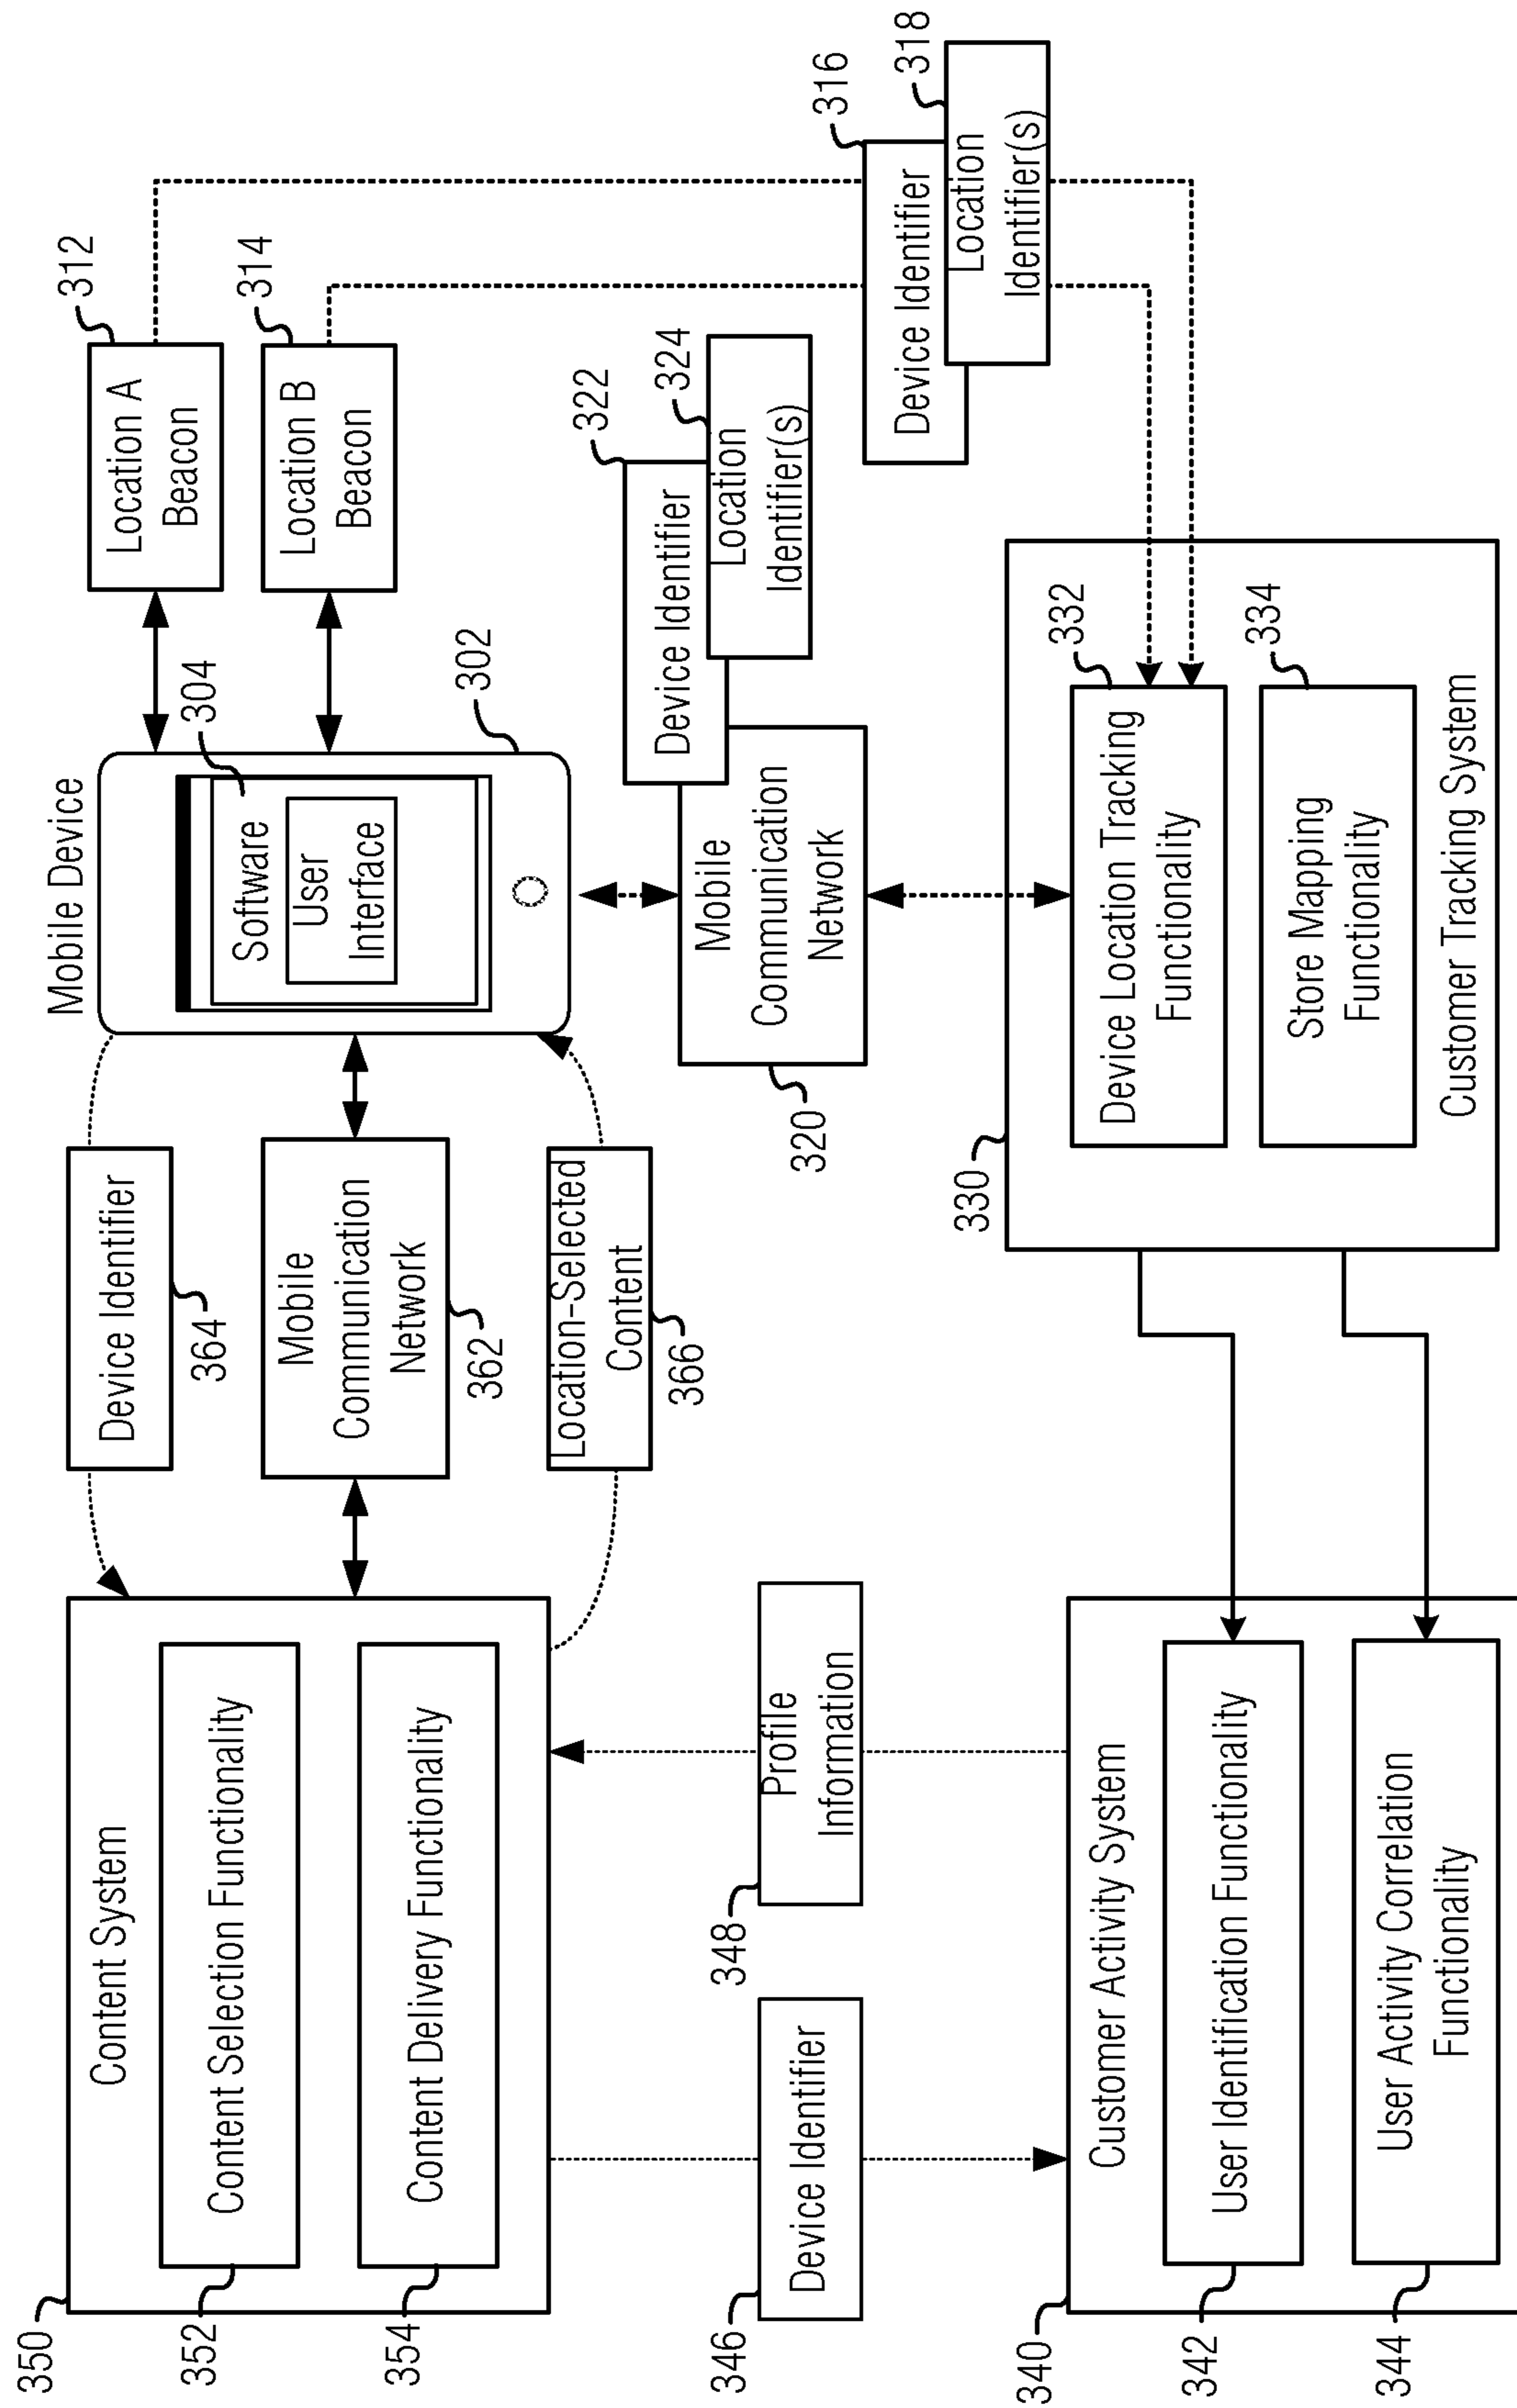 350
Content System
352
Content Selection Functionality
354
Content Delivery Functionality
Device Identifier
364
Mobile
Communication
Network
362
Location-Selected
Content
366
Mobile Device
304
Software
User
Interface
302
Location A
Beacon
312
Location B
Beacon
314
346
Device Identifier
348
Profile
Information
320
Mobile
Communication
Network
Device Identifier
322
Location
Identifier(s)
324
Device Identifier
316
Location
Identifier(s)
318
340
Customer Activity System
342
User Identification Functionality
344
User Activity Correlation
Functionality
330
Device Location Tracking
Functionality
332
Store Mapping
Functionality
334
Customer Tracking System